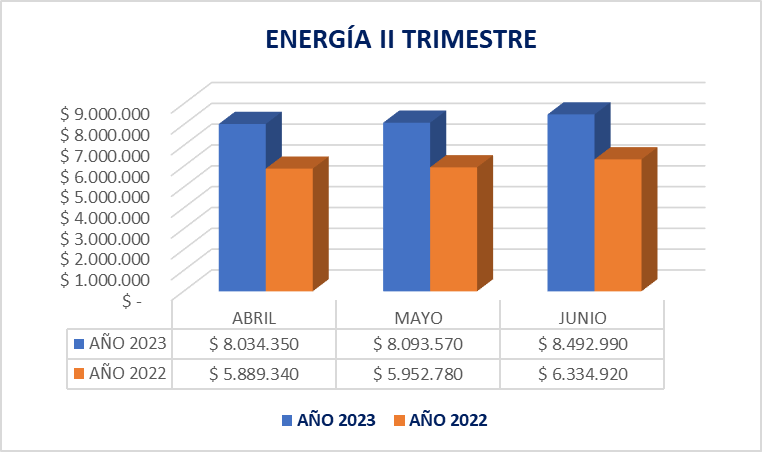 ENERGÍA II TRIMESTRE
$ 9.000.000
$ 8.000.000
$ 7.000.000
$ 6.000.000
$ 5.000.000
$ 4.000.000
$ 3.000.000
$ 2.000.000
$ 1.000.000
$ -
ABRIL MAYO JUNIO
AÑO 2023 $ 8.034.350 $ 8.093.570 $ 8.492.990
AÑO 2022 $ 5.889.340 $ 5.952.780 $ 6.334.920
AÑO 2023 AÑO 2022